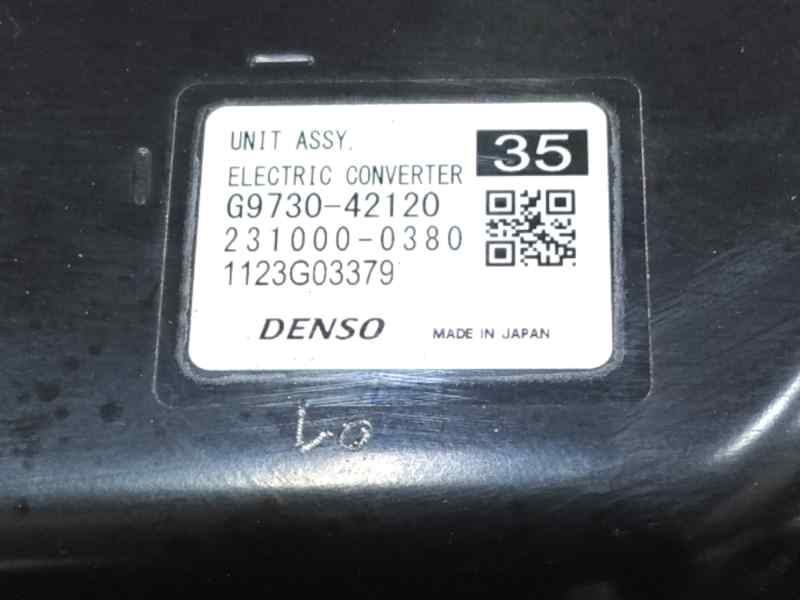 UNIT ASSY.
35
ELECTRIC CONVERTER
G9730-42120
231000-0380
1123G03379
DENSO
MADE IN JAPAN